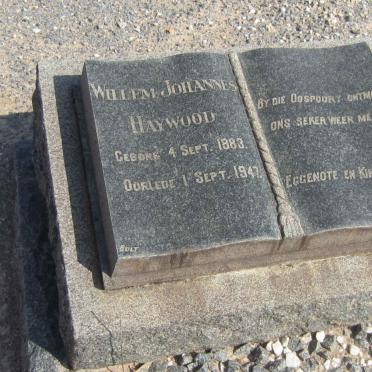 WILLEM JOHANNES
HAYWOOD
GEBORE 4 SEPT. 1883.
OORLEDE 1 SEPT. 1947.
BY DIE OOSPOORT
ONS SEKER WEER
EGGENOTE EN